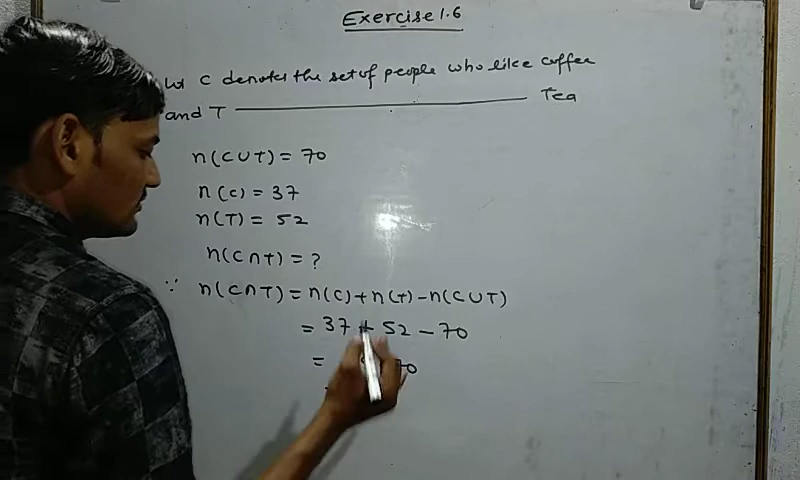 Exercise 1.6
Let C denotes the set of people who like coffee
and T ——— Tea
n(C∪T) = 70
n(C) = 37
n(T) = 52
n(C∩T) = ?
∵ n(C∩T) = n(C) + n(T) - n(C∪T)
= 37 + 52 - 70
= 70